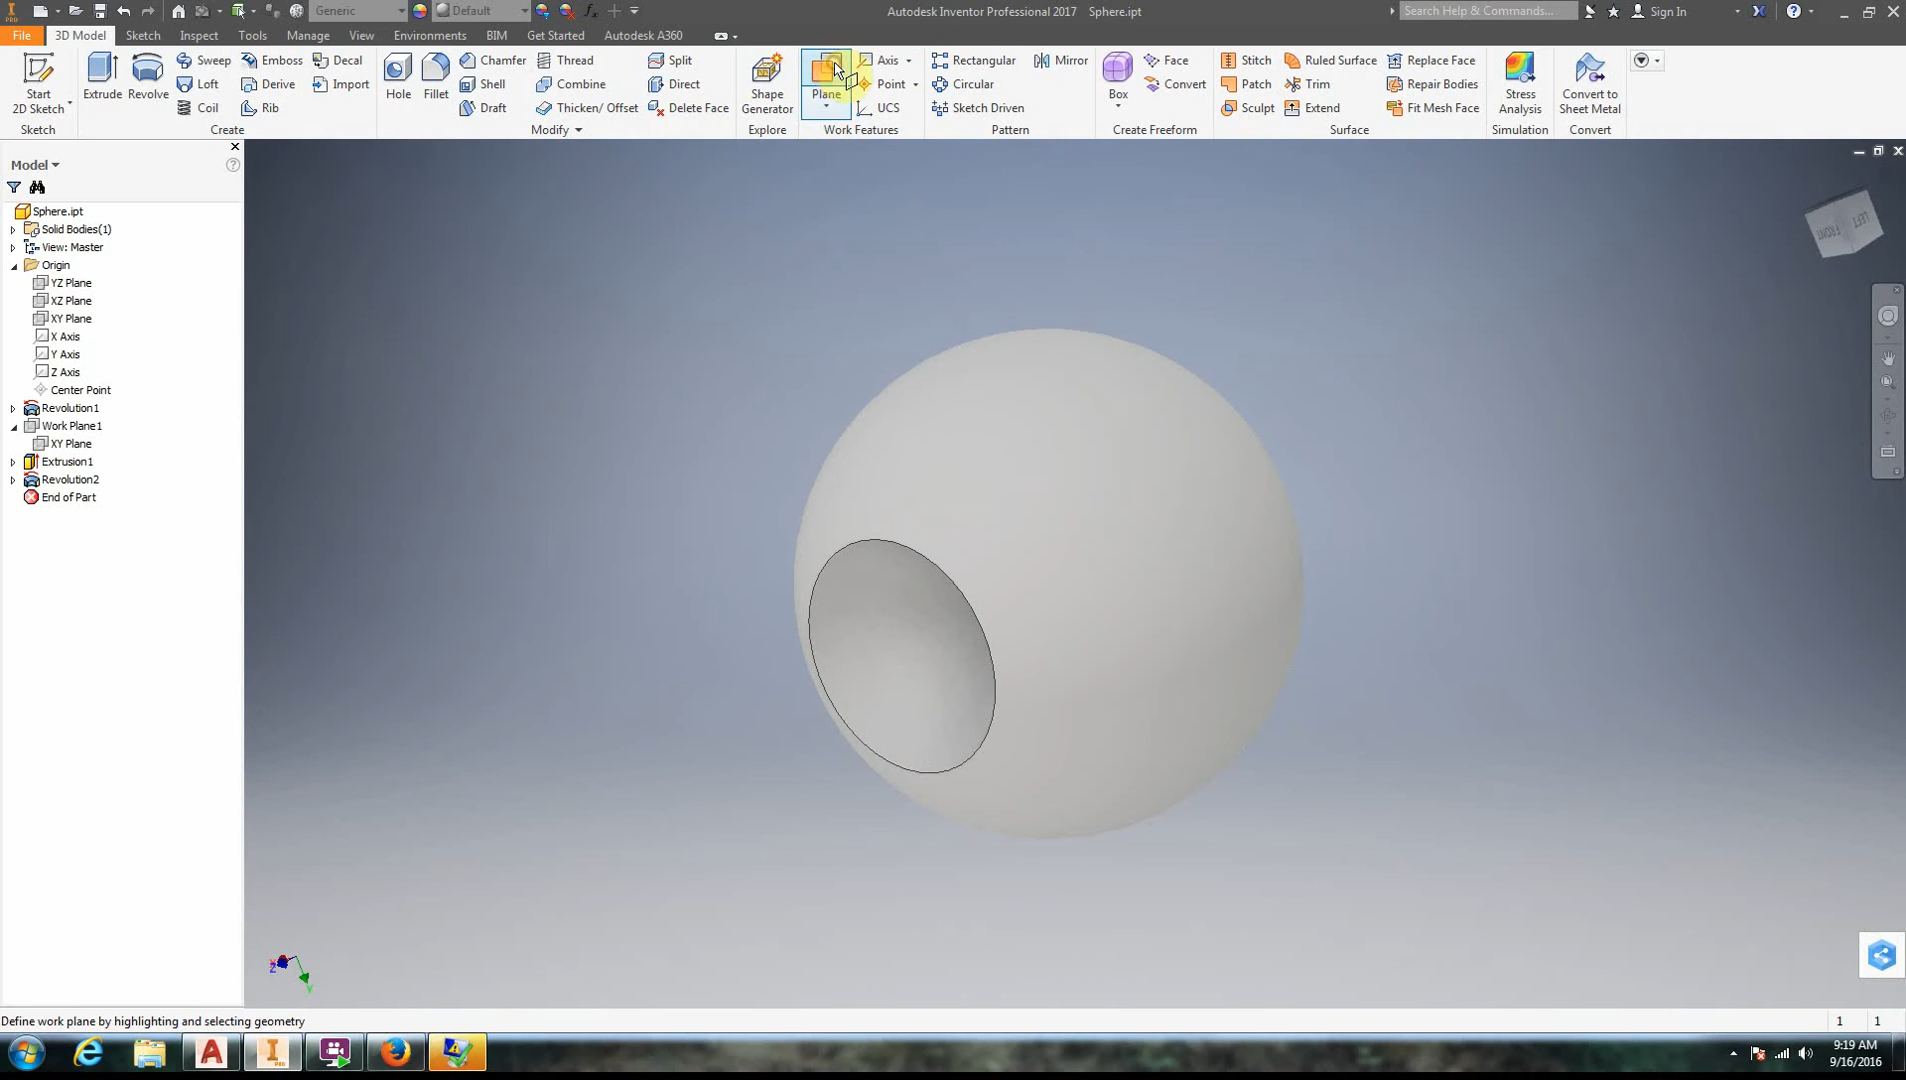 Generic
Default
Autodesk Inventor Professional 2017 Sphere.ipt
Search Help & Commands...
Sign In
PRO
File
3D Model
Sketch
Inspect
Tools
Manage
View
Environments
BIM
Get Started
Autodesk A360
Start
2D Sketch
Sketch
Extrude
Revolve
Sweep
Emboss
Decal
Loft
Derive
Import
Coil
Rib
Create
Hole
Fillet
Chamfer
Thread
Split
Shell
Combine
Direct
Draft
Thicken/ Offset
Delete Face
Modify
Shape
Generator
Explore
Plane
Axis
Point
UCS
Work Features
Rectangular
Mirror
Circular
Sketch Driven
Pattern
Box
Face
Convert
Create Freeform
Stitch
Ruled Surface
Replace Face
Patch
Trim
Repair Bodies
Sculpt
Extend
Fit Mesh Face
Surface
Stress
Analysis
Simulation
Convert to
Sheet Metal
Convert
Model
Sphere.ipt
Solid Bodies(1)
View: Master
Origin
YZ Plane
XZ Plane
XY Plane
X Axis
Y Axis
Z Axis
Center Point
Revolution1
Work Plane1
XY Plane
Extrusion1
Revolution2
End of Part
FRONT
LEFT
Z
Y
Define work plane by highlighting and selecting geometry
1 1
PRO
9:19 AM
9/16/2016